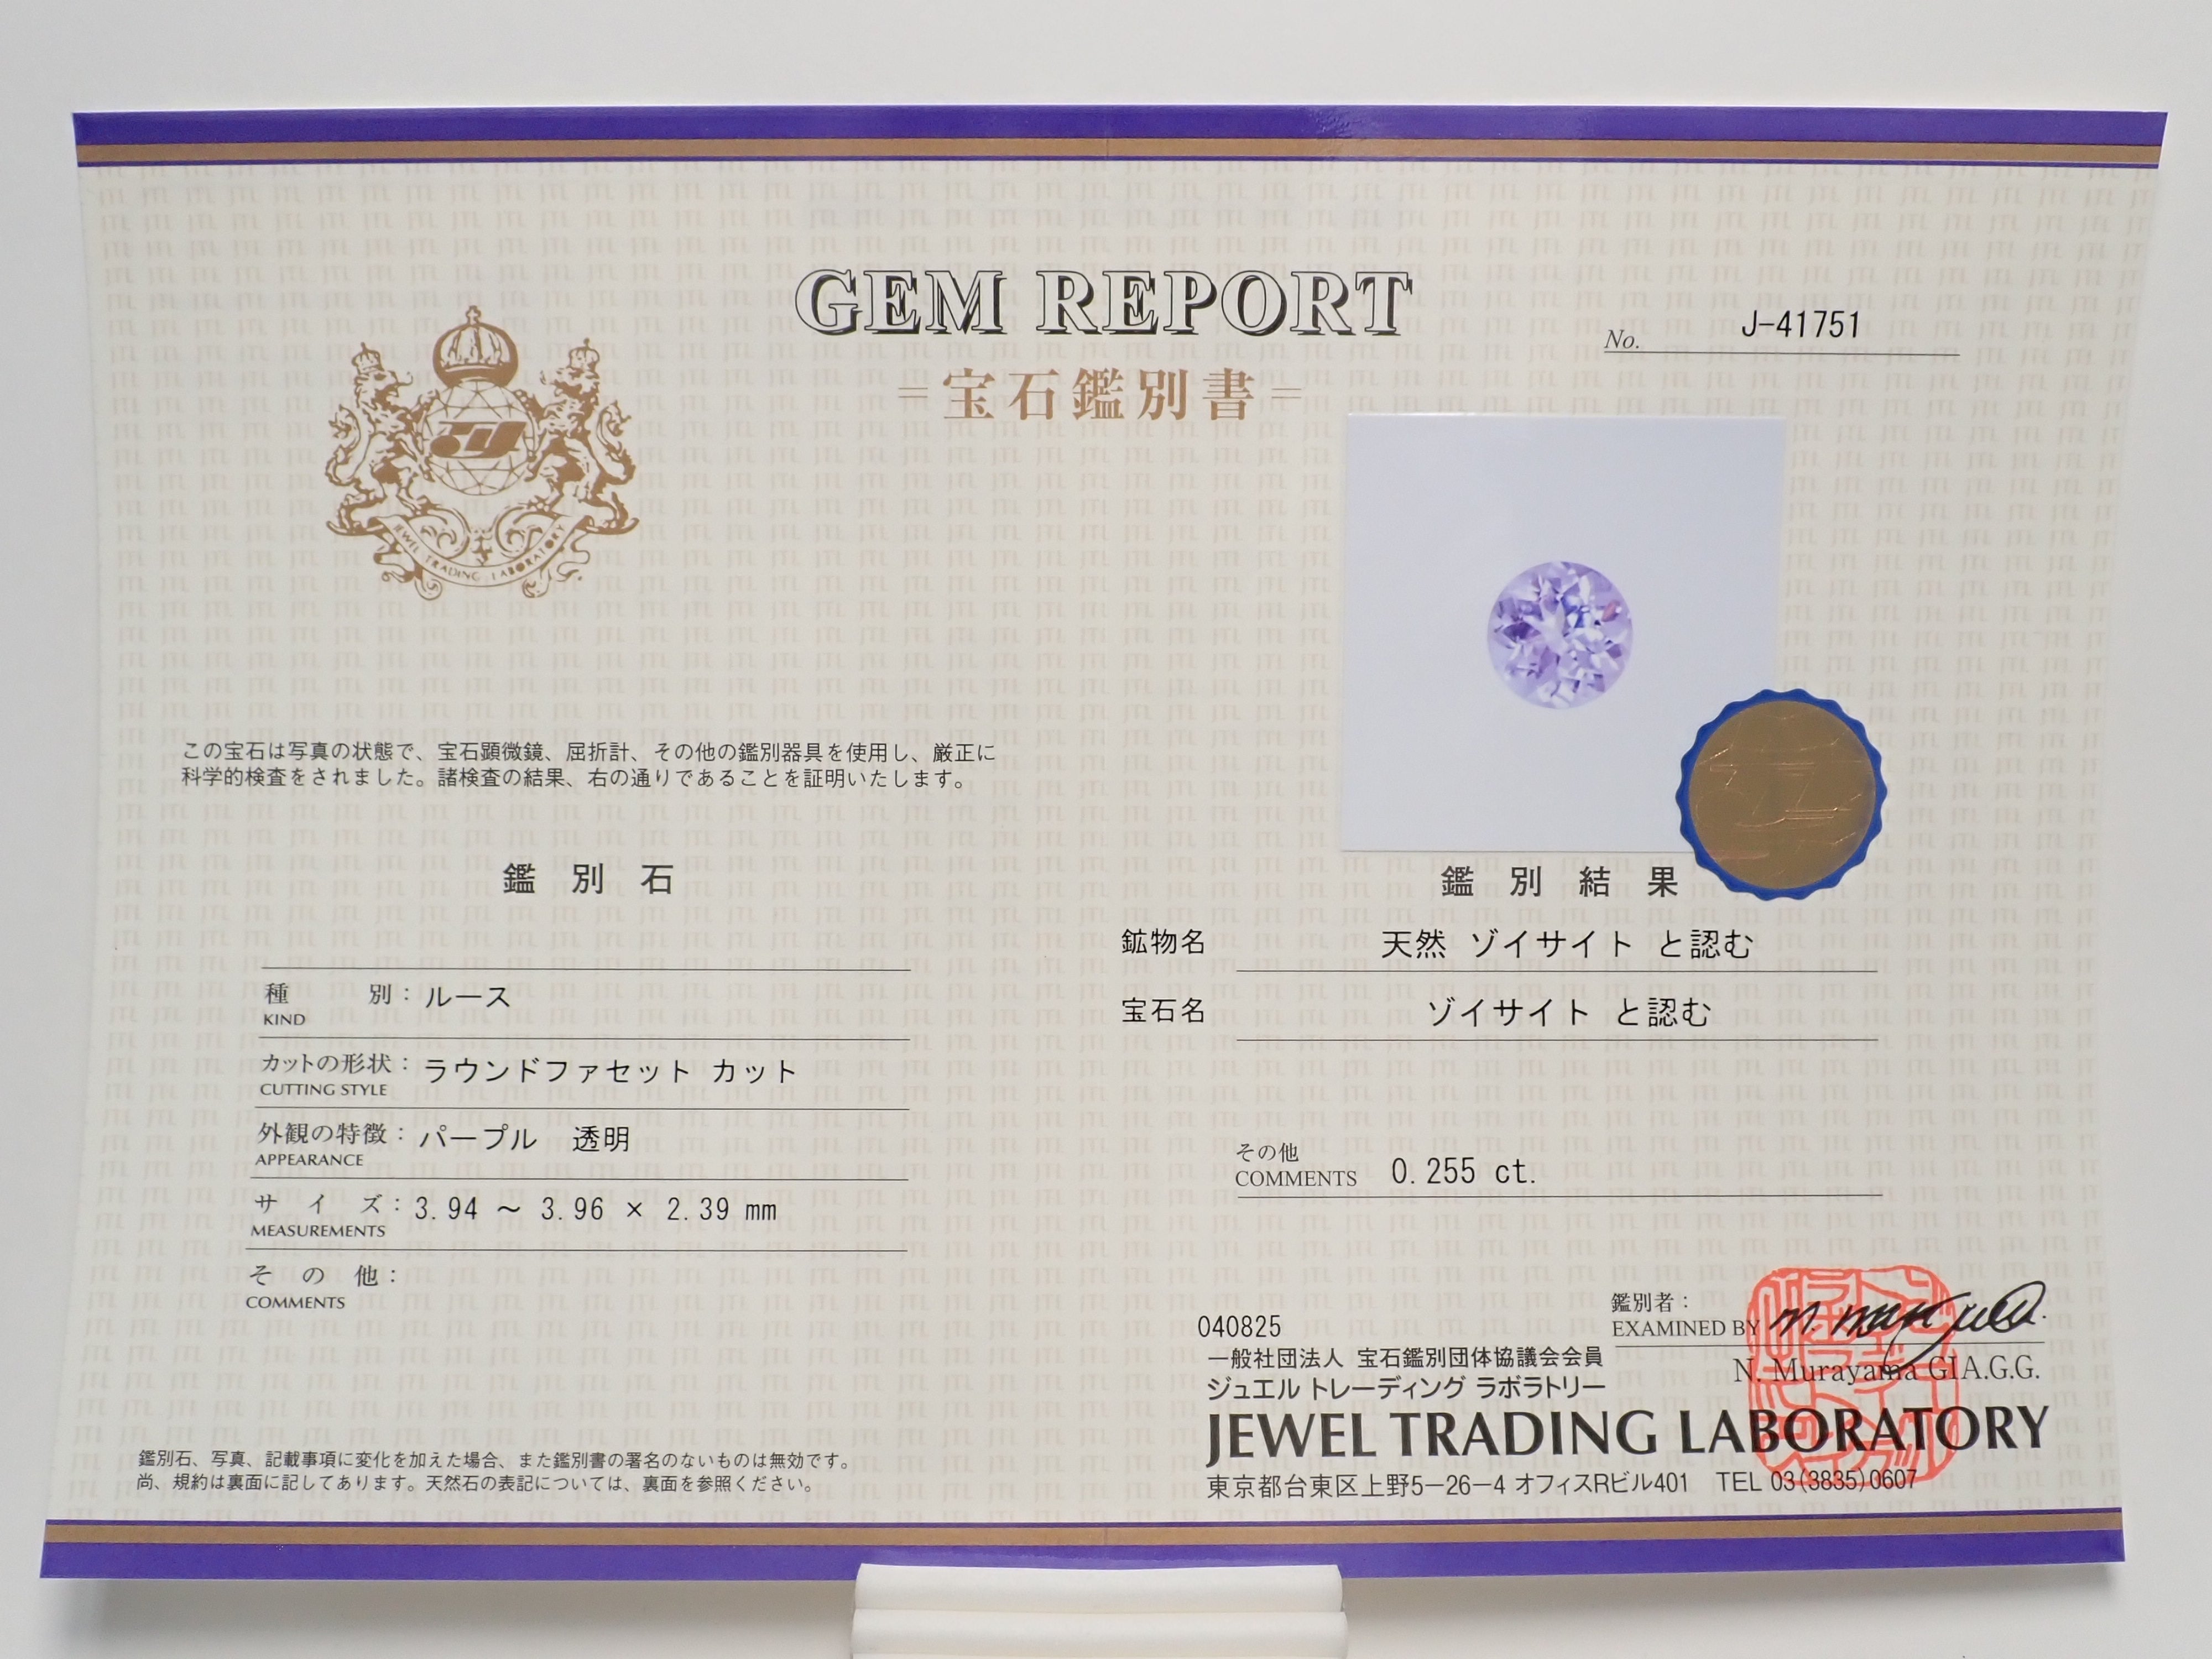 GEM REPORT
No. J-41751
=宝石鑑別書=
JEWEL TRADING LABORATORY
この宝石は写真の状態で、宝石顕微鏡、屈折計、その他の鑑別器具を使用し、厳正に
科学的検査をされました。諸検査の結果、右の通りであることを証明いたします。
鑑別石
種別：ルース
KIND
カットの形状：ラウンドファセット カット
CUTTING STYLE
外観の特徴：パープル 透明
APPEARANCE
サイズ：3.94 ～ 3.96 × 2.39 mm
MEASUREMENTS
その他：
COMMENTS
鑑別石、写真、記載事項に変化を加えた場合、また鑑別書の署名のないものは無効です。
尚、規約は裏面に記してあります。天然石の表記については、裏面を参照ください。
鑑別結果
鉱物名 天然 ゾイサイト と認む
宝石名 ゾイサイト と認む
その他
COMMENTS 0.255 ct.
鑑別者：
EXAMINED BY
N. Murayama GIA.G.G.
040825
一般社団法人 宝石鑑別団体協議会会員
ジュエル トレーディング ラボラトリー
JEWEL TRADING LABORATORY
東京都台東区上野5－26－4 オフィスRビル401 TEL 03(3835)0607